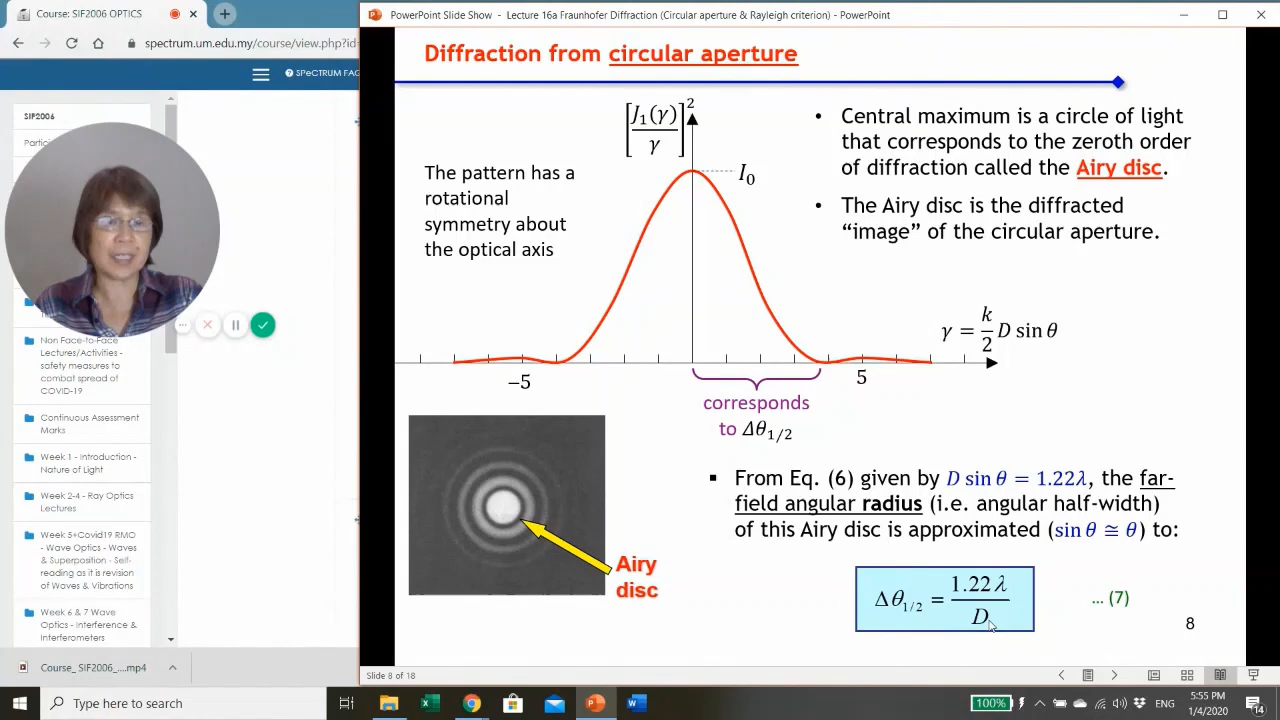 Course: SIF2006 OPTICS
spectrum.um.edu.my/course/view.php?id=
SPeCTRUM FAQ
SIF2006
Partic
Non Face-to-Face
Lectures/Activities -
safety measures to
combat spread of
COVID-19
Continuous Assessment
Marks
Week 1 - Introduction -
Nature of Light
Week 2-4 - Ray Optics
Lectures
Week 5+Covid19 RMO
- Wave Optics - Waves
& Superposition - Self-
reading as it is revision
of Waves & Vibrations
Week 6 & 7 Wave
Optics - Interference &
Interferometers
Course_ SIF2006_....mp4
PowerPoint Slide Show - Lecture 16a Fraunhofer Diffraction (Circular aperture & Rayleigh criterion) - PowerPoint
Diffraction from circular aperture
[J₁(γ)/γ]²
I₀
The pattern has a
rotational
symmetry about
the optical axis
• Central maximum is a circle of light
that corresponds to the zeroth order
of diffraction called the Airy disc.
• The Airy disc is the diffracted
“image” of the circular aperture.
γ = k/2 D sin θ
–5
5
corresponds
to Δθ₁/₂
Airy
disc
▪ From Eq. (6) given by D sin θ = 1.22λ, the far-
field angular radius (i.e. angular half-width)
of this Airy disc is approximated (sin θ ≅ θ) to:
Δθ₁/₂ = 1.22 λ / D
... (7)
8
Slide 8 of 18
Type here to search
100%
ENG
5:55 PM
1/4/2020
14